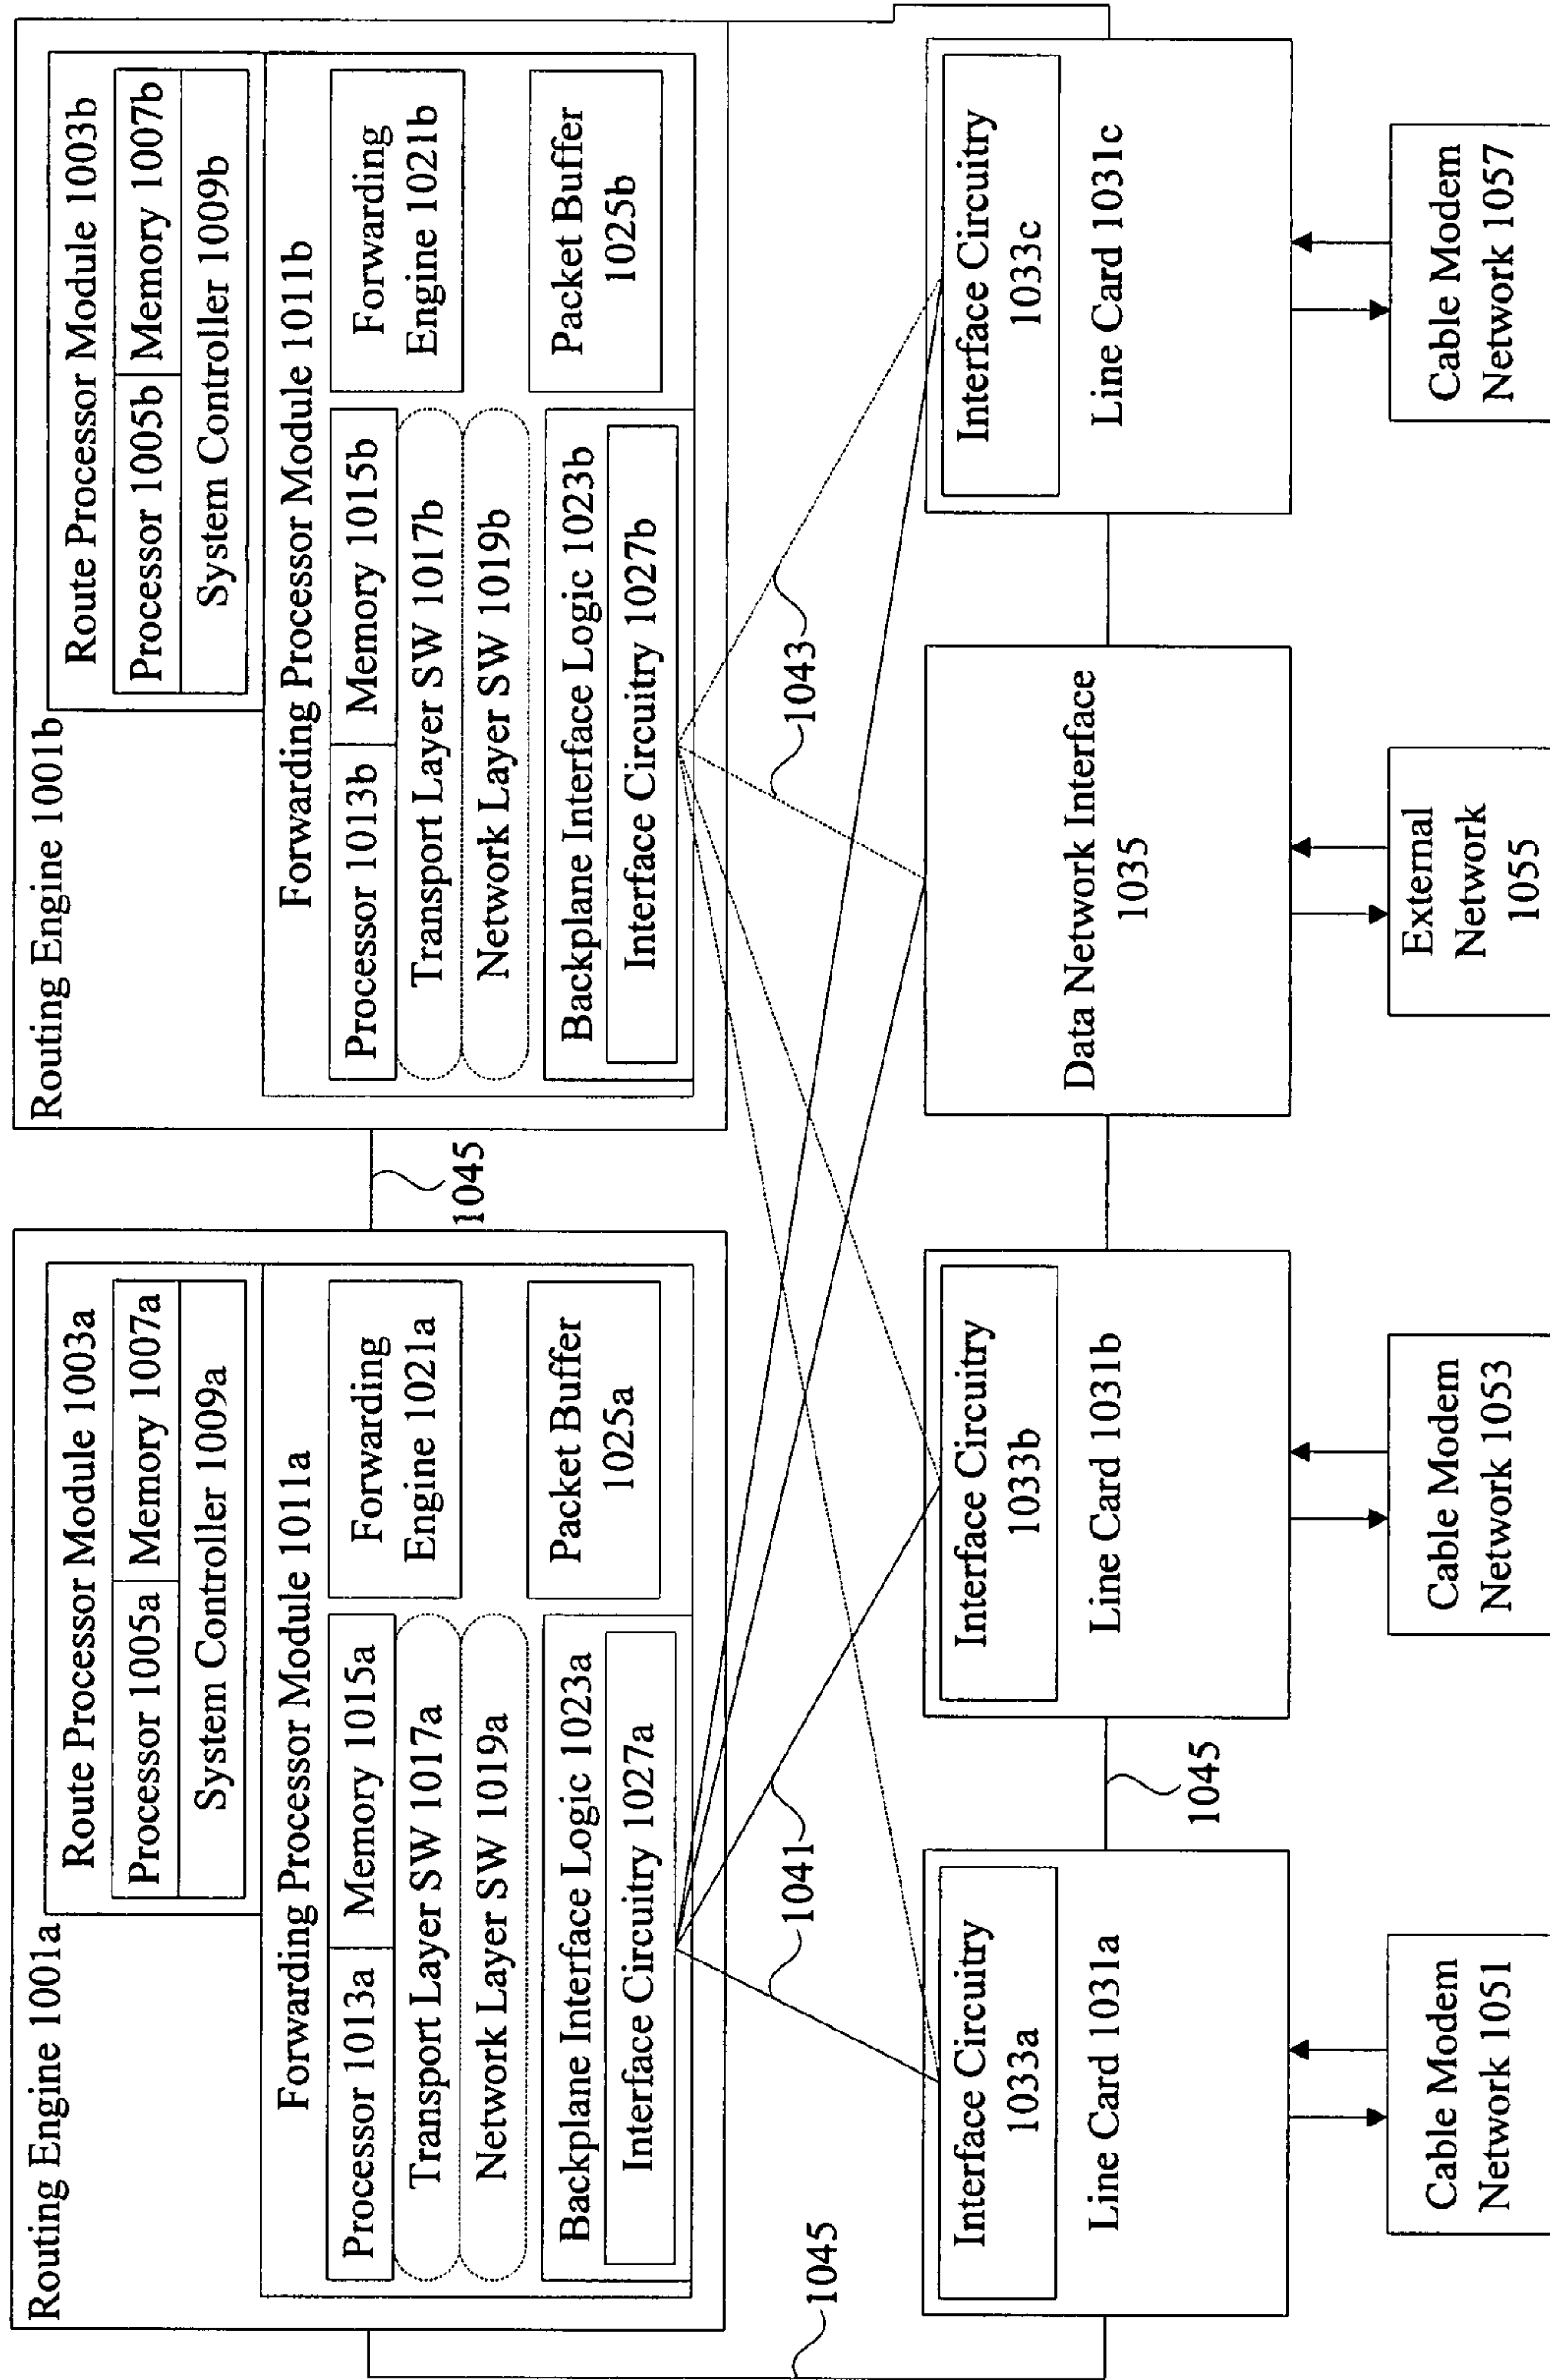 Routing Engine 1001a
Route Processor Module 1003a
Processor 1005a
Memory 1007a
System Controller 1009a
Forwarding Processor Module 1011a
Processor 1013a
Memory 1015a
Transport Layer SW 1017a
Network Layer SW 1019a
Forwarding
Engine 1021a
Backplane Interface Logic 1023a
Interface Circuitry 1027a
Packet Buffer
1025a
1045
Routing Engine 1001b
Route Processor Module 1003b
Processor 1005b
Memory 1007b
System Controller 1009b
Forwarding Processor Module 1011b
Processor 1013b
Memory 1015b
Transport Layer SW 1017b
Network Layer SW 1019b
Forwarding
Engine 1021b
Backplane Interface Logic 1023b
Interface Circuitry 1027b
Packet Buffer
1025b
1045
1041
1043
Interface Circuitry
1033a
Line Card 1031a
1045
Interface Circuitry
1033b
Line Card 1031b
Data Network Interface
1035
Interface Circuitry
1033c
Line Card 1031c
Cable Modem
Network 1051
Cable Modem
Network 1053
External
Network
1055
Cable Modem
Network 1057